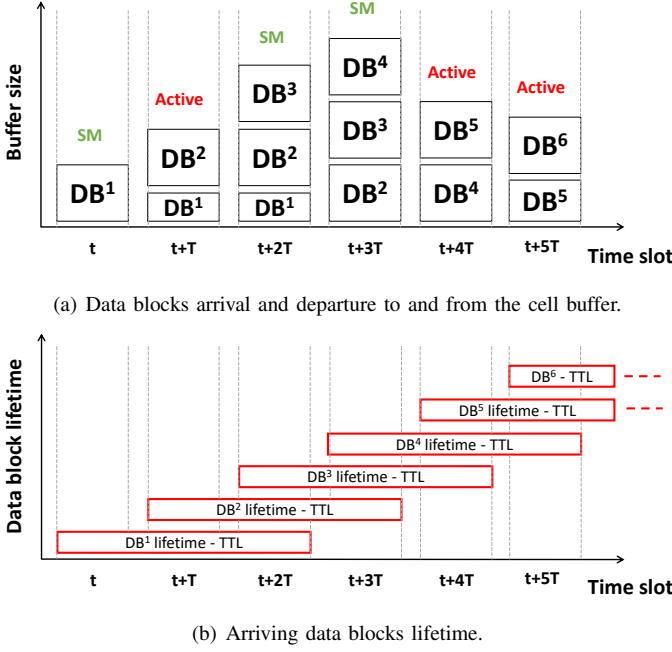 SM
SM
DB⁴
SM
Active
DB³
Active
Active
DB²
DB³
DB⁵
DB⁶
DB¹
DB²
DB¹
DB²
DB¹
DB⁴
DB⁵
Buffer size
t
t+T
t+2T
t+3T
t+4T
t+5T
Time slot
(a) Data blocks arrival and departure to and from the cell buffer.
Data block lifetime
DB⁶ - TTL
DB⁵ lifetime - TTL
DB⁴ lifetime - TTL
DB³ lifetime - TTL
DB² lifetime - TTL
DB¹ lifetime - TTL
t
t+T
t+2T
t+3T
t+4T
t+5T
Time slot
(b) Arriving data blocks lifetime.